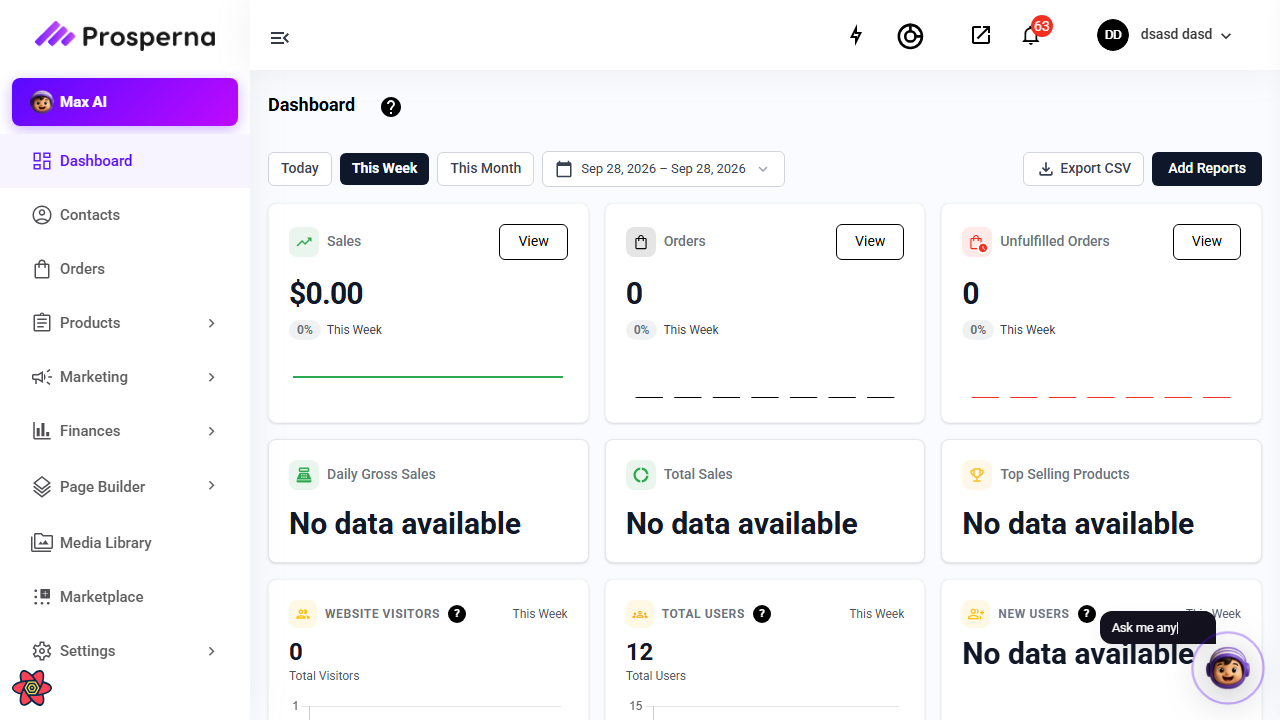 Prosperna
63
DD
dsasd dasd
Max AI
Dashboard
Contacts
Orders
Products
Marketing
Finances
Page Builder
Media Library
Marketplace
Settings
Dashboard
?
Today
This Week
This Month
Sep 28, 2026 – Sep 28, 2026
Export CSV
Add Reports
Sales
View
$0.00
0%
This Week
Orders
View
0
0%
This Week
Unfulfilled Orders
View
0
0%
This Week
Daily Gross Sales
No data available
Total Sales
No data available
Top Selling Products
No data available
WEBSITE VISITORS
?
This Week
0
Total Visitors
1
TOTAL USERS
?
This Week
12
Total Users
15
NEW USERS
?
This Week
No data available
Ask me any